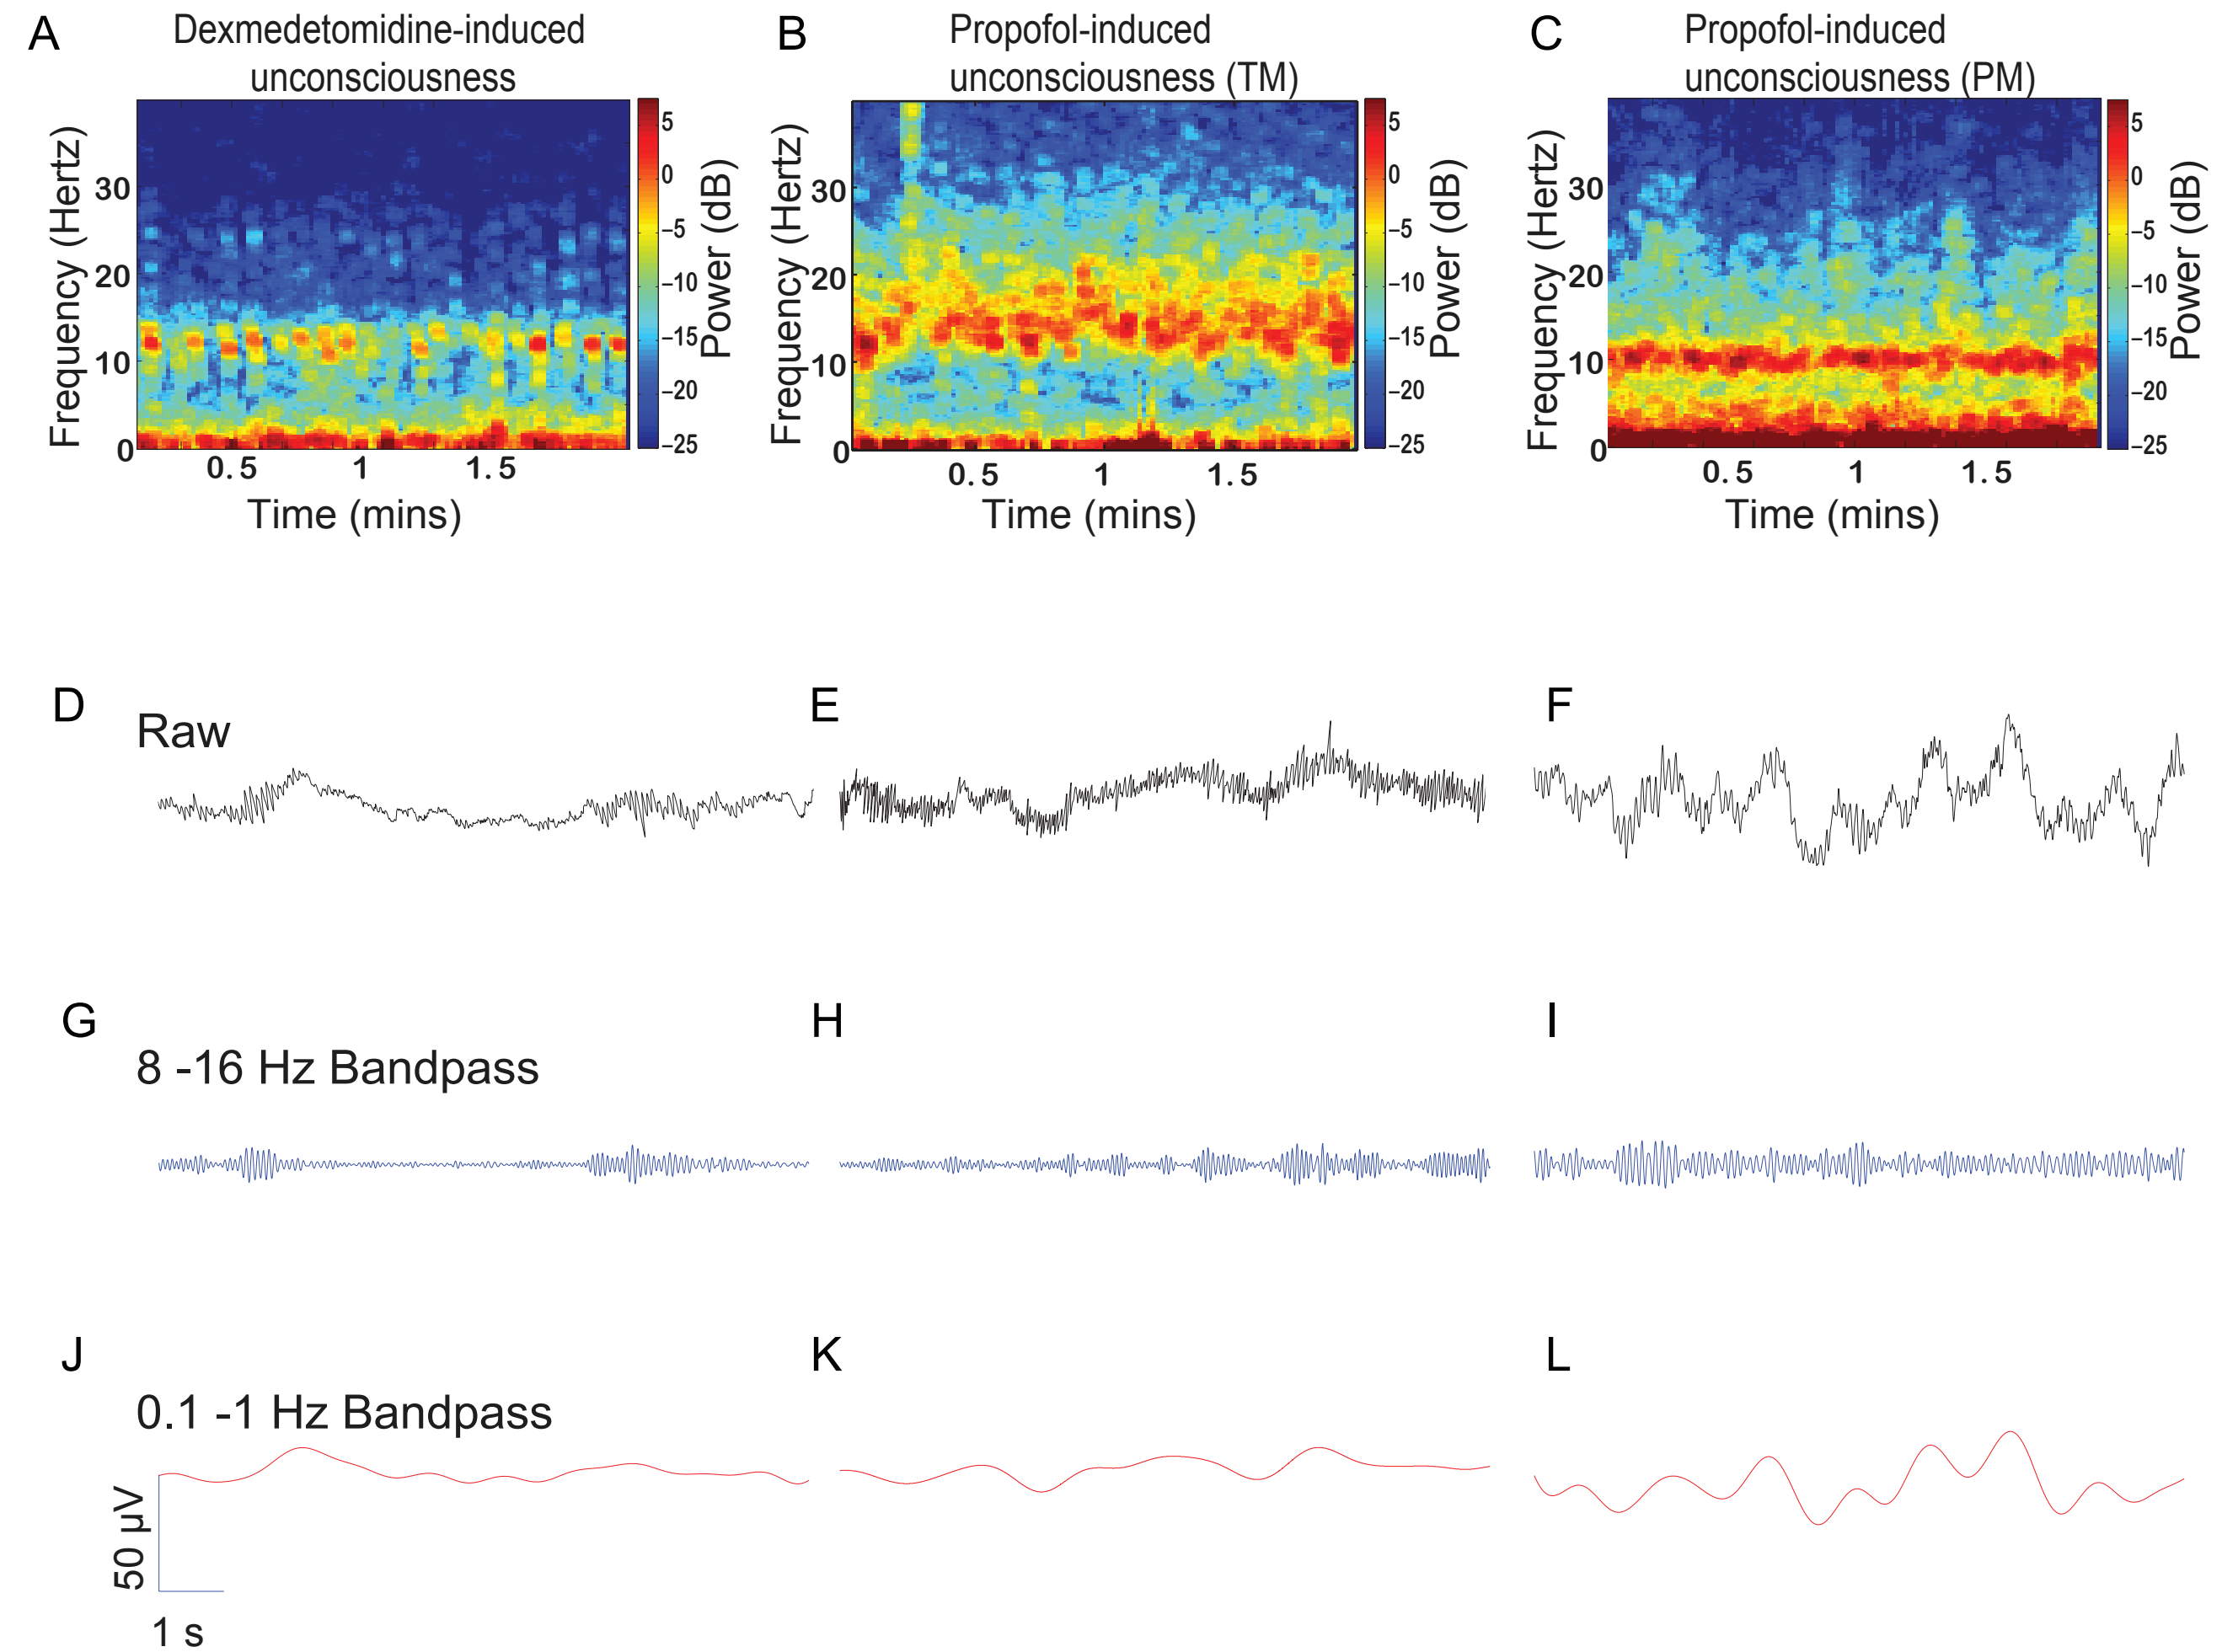 A
Dexmedetomidine-induced
unconsciousness
Frequency (Hertz)
30
20
10
0
0.5
1
1.5
Time (mins)
5
0
−5
−10
−15
−20
−25
Power (dB)
B
Propofol-induced
unconsciousness (TM)
Frequency (Hertz)
30
20
10
0
0.5
1
1.5
Time (mins)
5
0
−5
−10
−15
−20
−25
Power (dB)
C
Propofol-induced
unconsciousness (PM)
Frequency (Hertz)
30
20
10
0
0.5
1
1.5
Time (mins)
5
0
−5
−10
−15
−20
−25
Power (dB)
D
Raw
E
F
G
8 -16 Hz Bandpass
H
I
J
0.1 -1 Hz Bandpass
50 µV
1 s
K
L